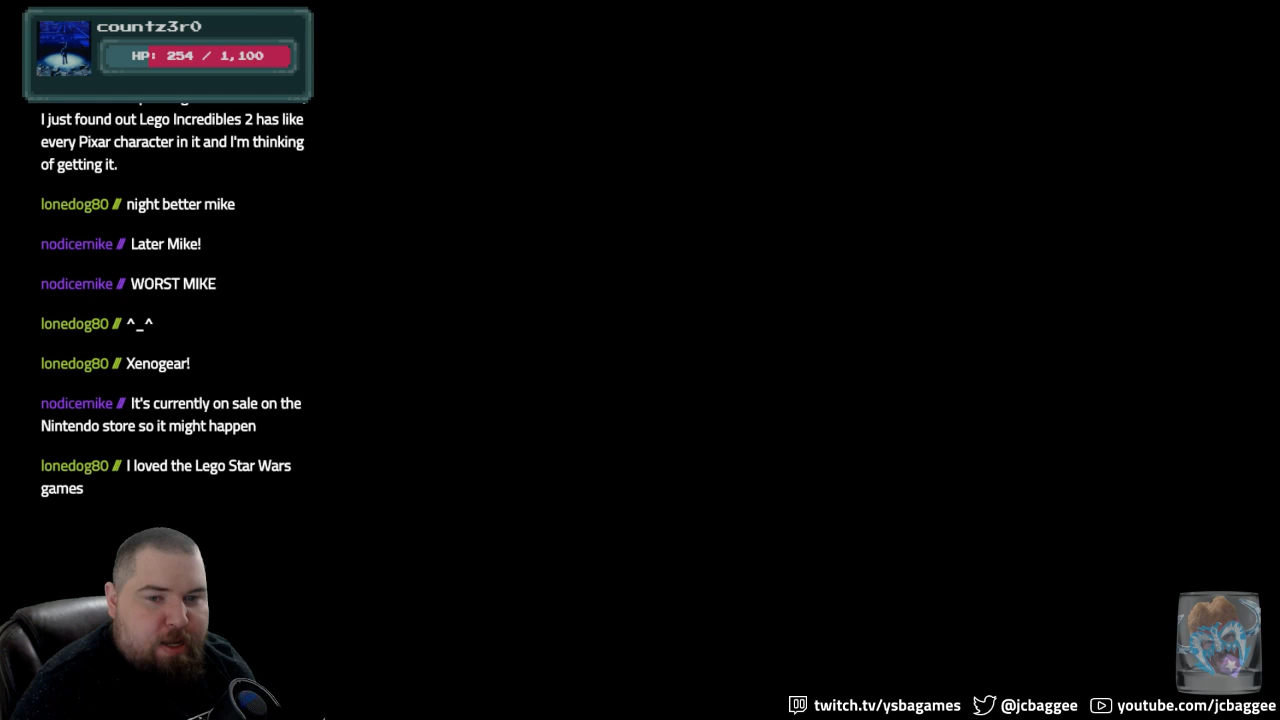 countz3r0
HP: 254 / 1,100
I just found out Lego Incredibles 2 has like
every Pixar character in it and I'm thinking
of getting it.
lonedog80 // night better mike
nodicemike // Later Mike!
nodicemike // WORST MIKE
lonedog80 // ^_^
lonedog80 // Xenogear!
nodicemike // It's currently on sale on the
Nintendo store so it might happen
lonedog80 // I loved the Lego Star Wars
games
twitch.tv/ysbagames @jcbaggee youtube.com/jcbaggee